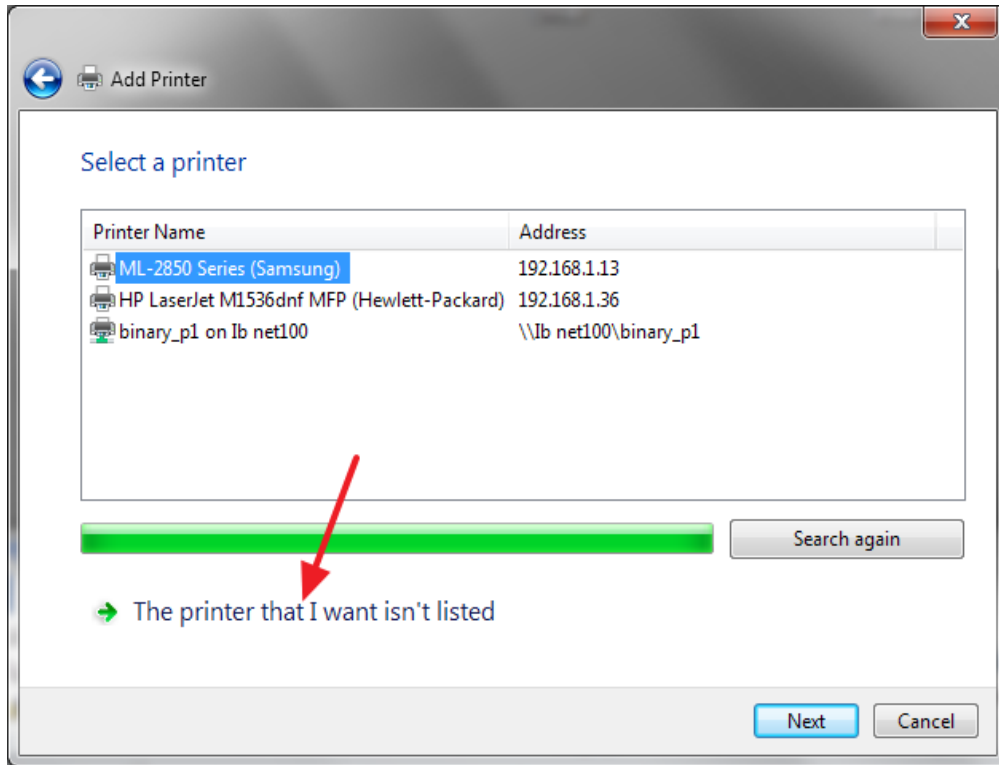 Add Printer
Select a printer
Printer Name Address
ML-2850 Series (Samsung) 192.168.1.13
HP LaserJet M1536dnf MFP (Hewlett-Packard) 192.168.1.36
binary_p1 on Ib net100 \\Ib net100\binary_p1
Search again
The printer that I want isn't listed
Next Cancel